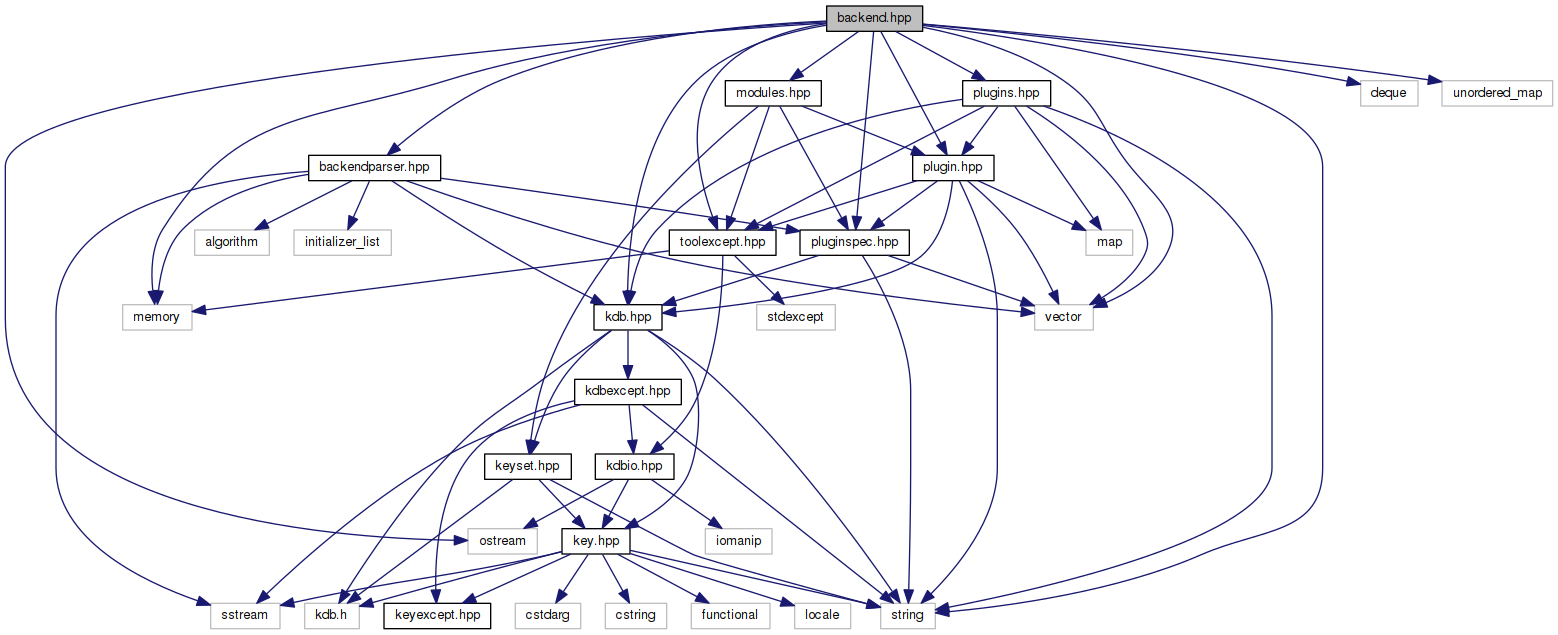 backend.hpp
modules.hpp
plugins.hpp
deque
unordered_map
backendparser.hpp
plugin.hpp
algorithm
initializer_list
toolexcept.hpp
pluginspec.hpp
map
memory
kdb.hpp
stdexcept
vector
kdbexcept.hpp
keyset.hpp
kdbio.hpp
ostream
key.hpp
iomanip
sstream
kdb.h
keyexcept.hpp
cstdarg
cstring
functional
locale
string